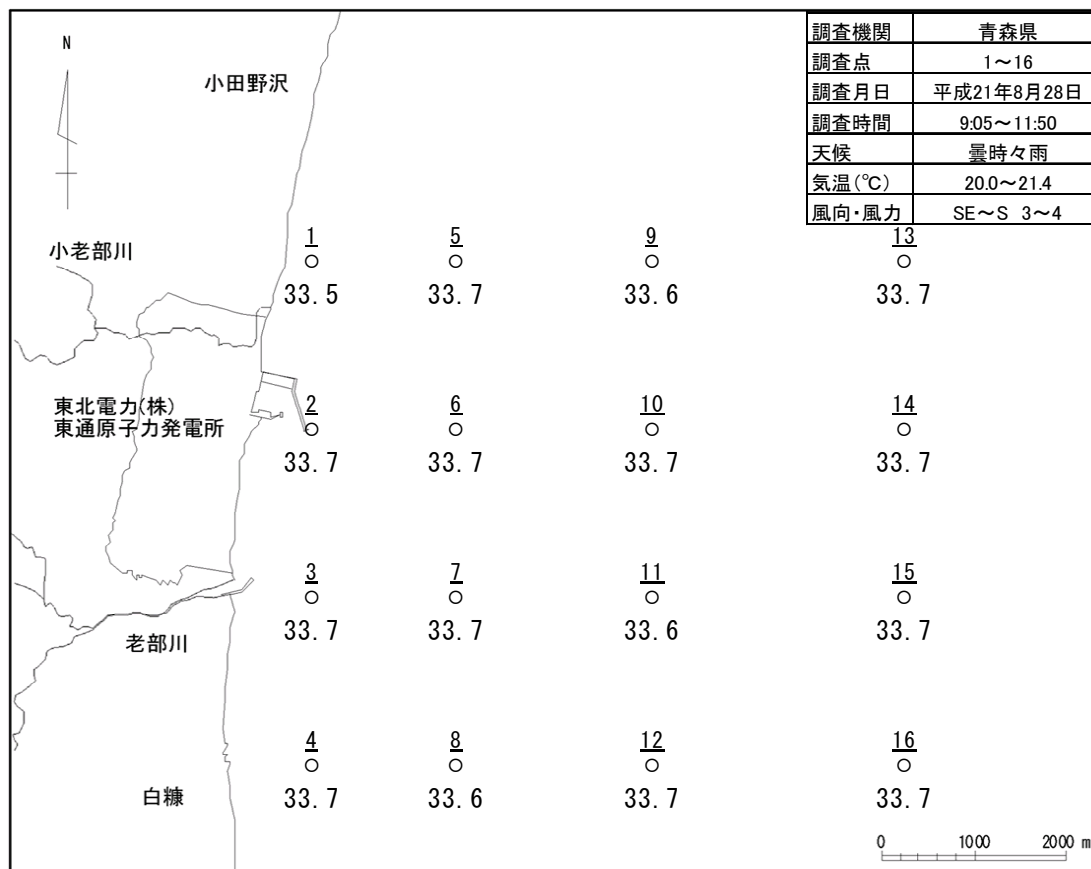 調査機関 青森県
調査点 1～16
調査月日 平成21年8月28日
調査時間 9:05～11:50
天候 曇時々雨
気温(℃) 20.0～21.4
風向・風力 SE～S 3～4
N
小田野沢
小老部川
1 5 9 13
33.5 33.7 33.6 33.7
東北電力(株)
東通原子力発電所
2 6 10 14
33.7 33.7 33.7 33.7
3 7 11 15
33.7 33.7 33.6 33.7
老部川
4 8 12 16
33.7 33.6 33.7 33.7
白糠
0 1000 2000 m